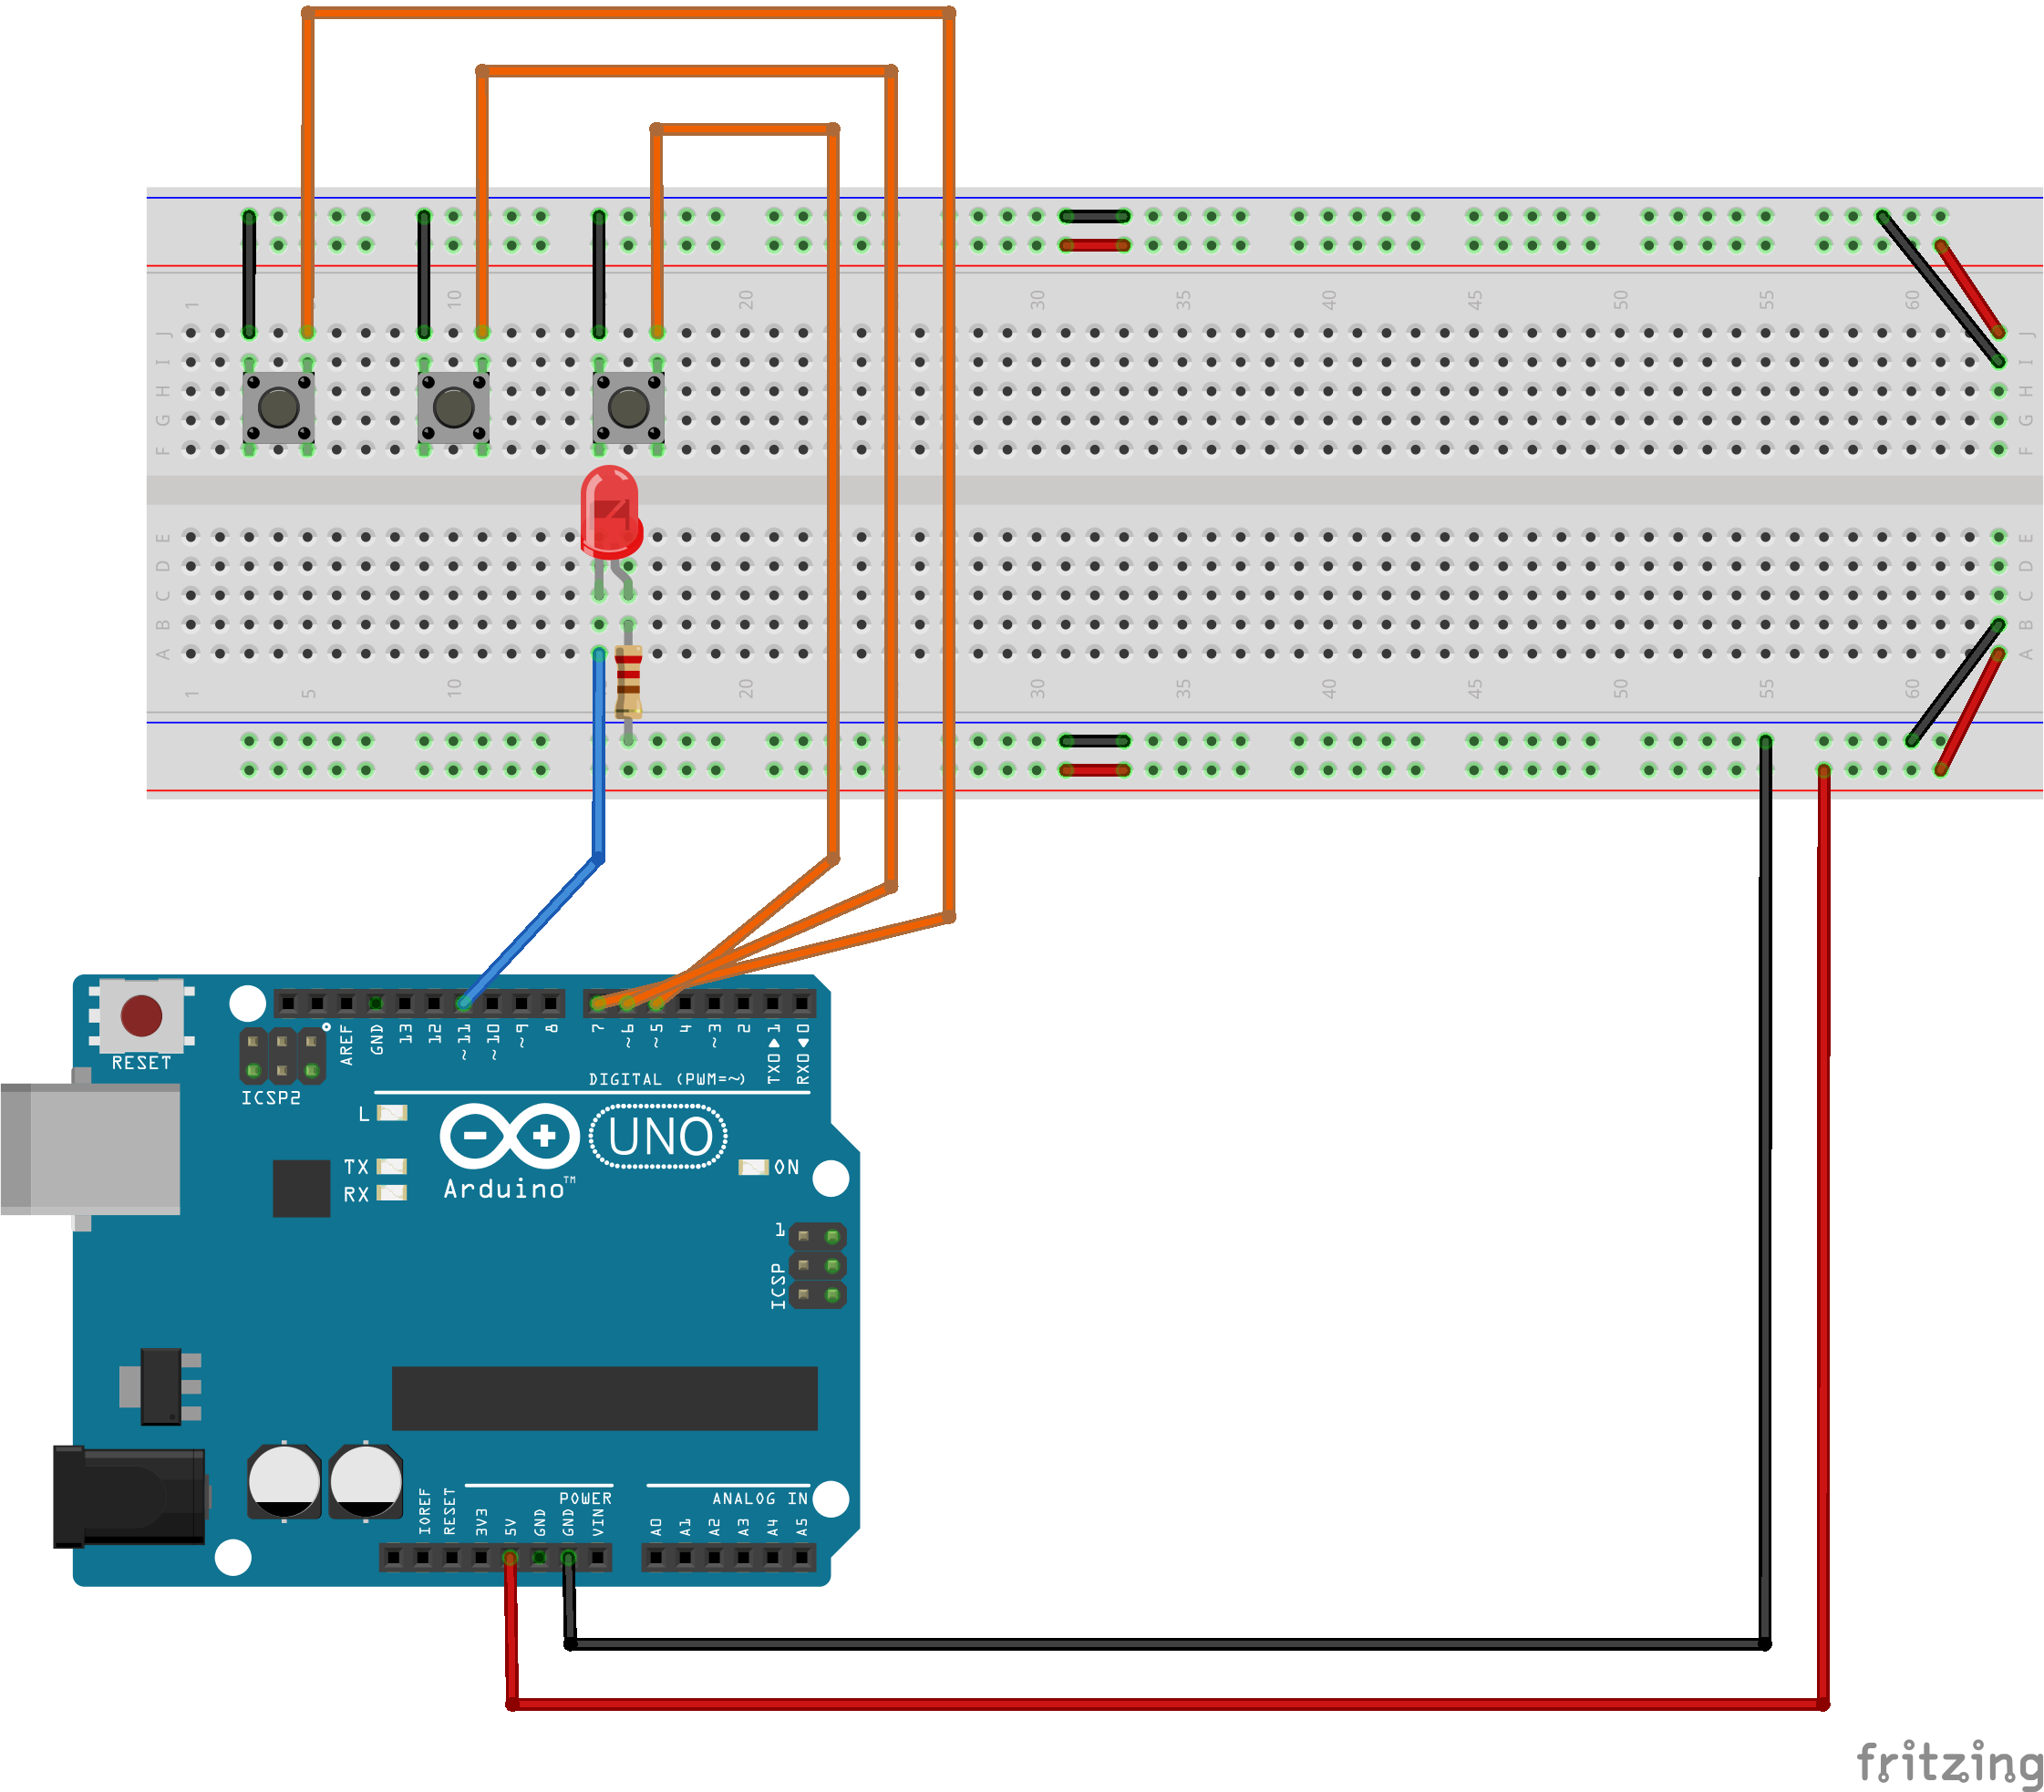 1 10 20 30 35 40 45 50 55 60
J J
I I
H H
G G
F F
E E
D D
C C
B B
A A
1 5 10 20 30 35 40 45 50 55 60
RESET
AREF GND 13 12 ~11 ~10 ~9 8 7 ~6 ~5 4 ~3 2 TX0 ▶ 1 RX0 ◀ 0
DIGITAL (PWM=~)
ICSP2
L
UNO
TX ON
RX
Arduino™
1
ICSP
POWER ANALOG IN
IOREF RESET 3V3 5V GND GND VIN A0 A1 A2 A3 A4 A5
fritzing